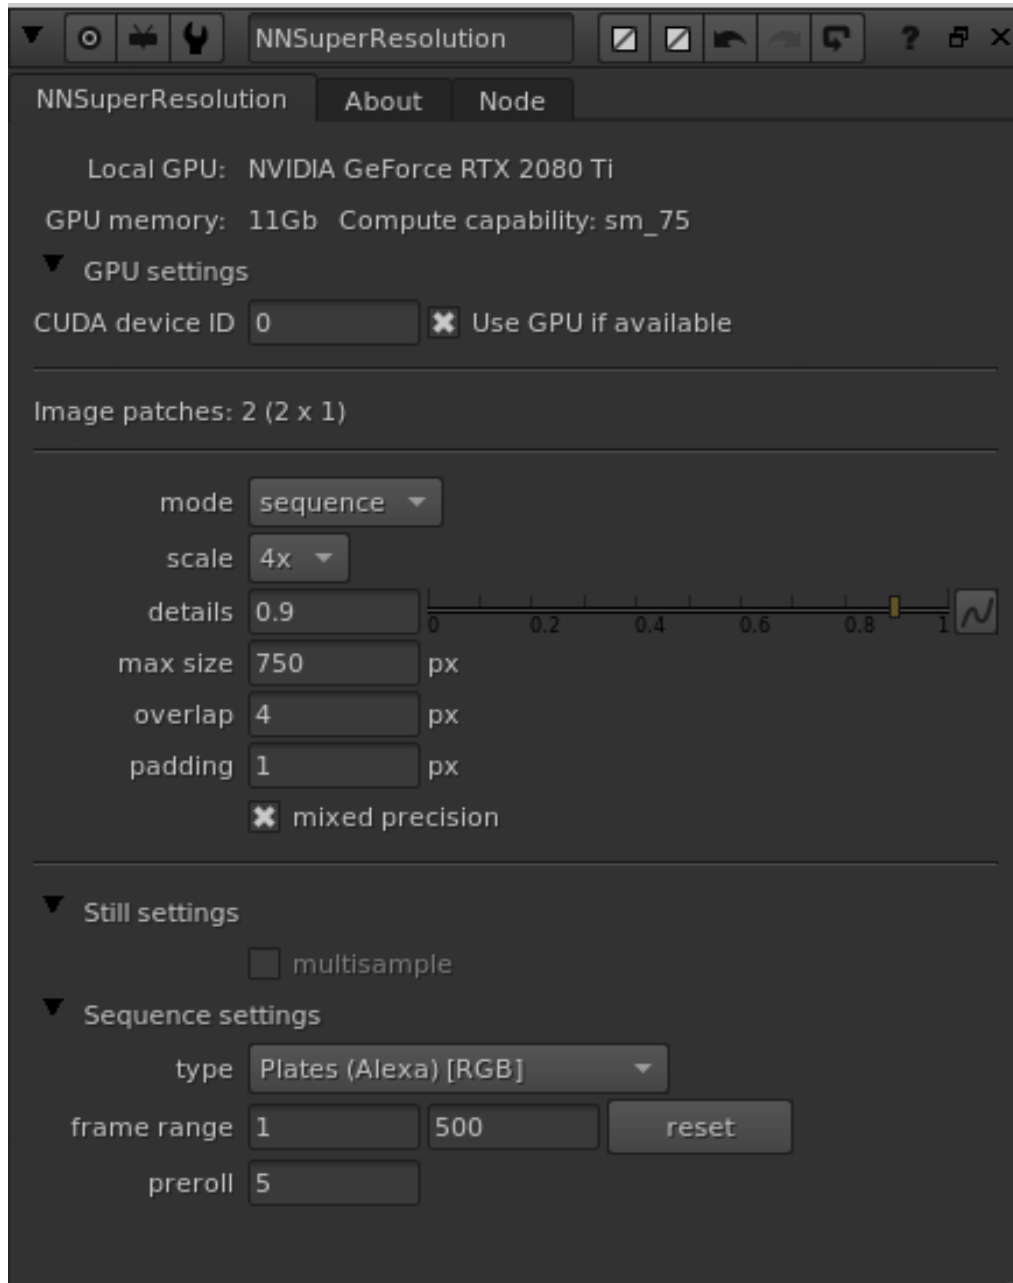 NNSuperResolution ? ×
NNSuperResolution About Node
Local GPU: NVIDIA GeForce RTX 2080 Ti
GPU memory: 11Gb Compute capability: sm_75
GPU settings
CUDA device ID 0 Use GPU if available
Image patches: 2 (2 x 1)
mode sequence
scale 4x
details 0.9 0 0.2 0.4 0.6 0.8 1
max size 750 px
overlap 4 px
padding 1 px
mixed precision
Still settings
multisample
Sequence settings
type Plates (Alexa) [RGB]
frame range 1 500 reset
preroll 5